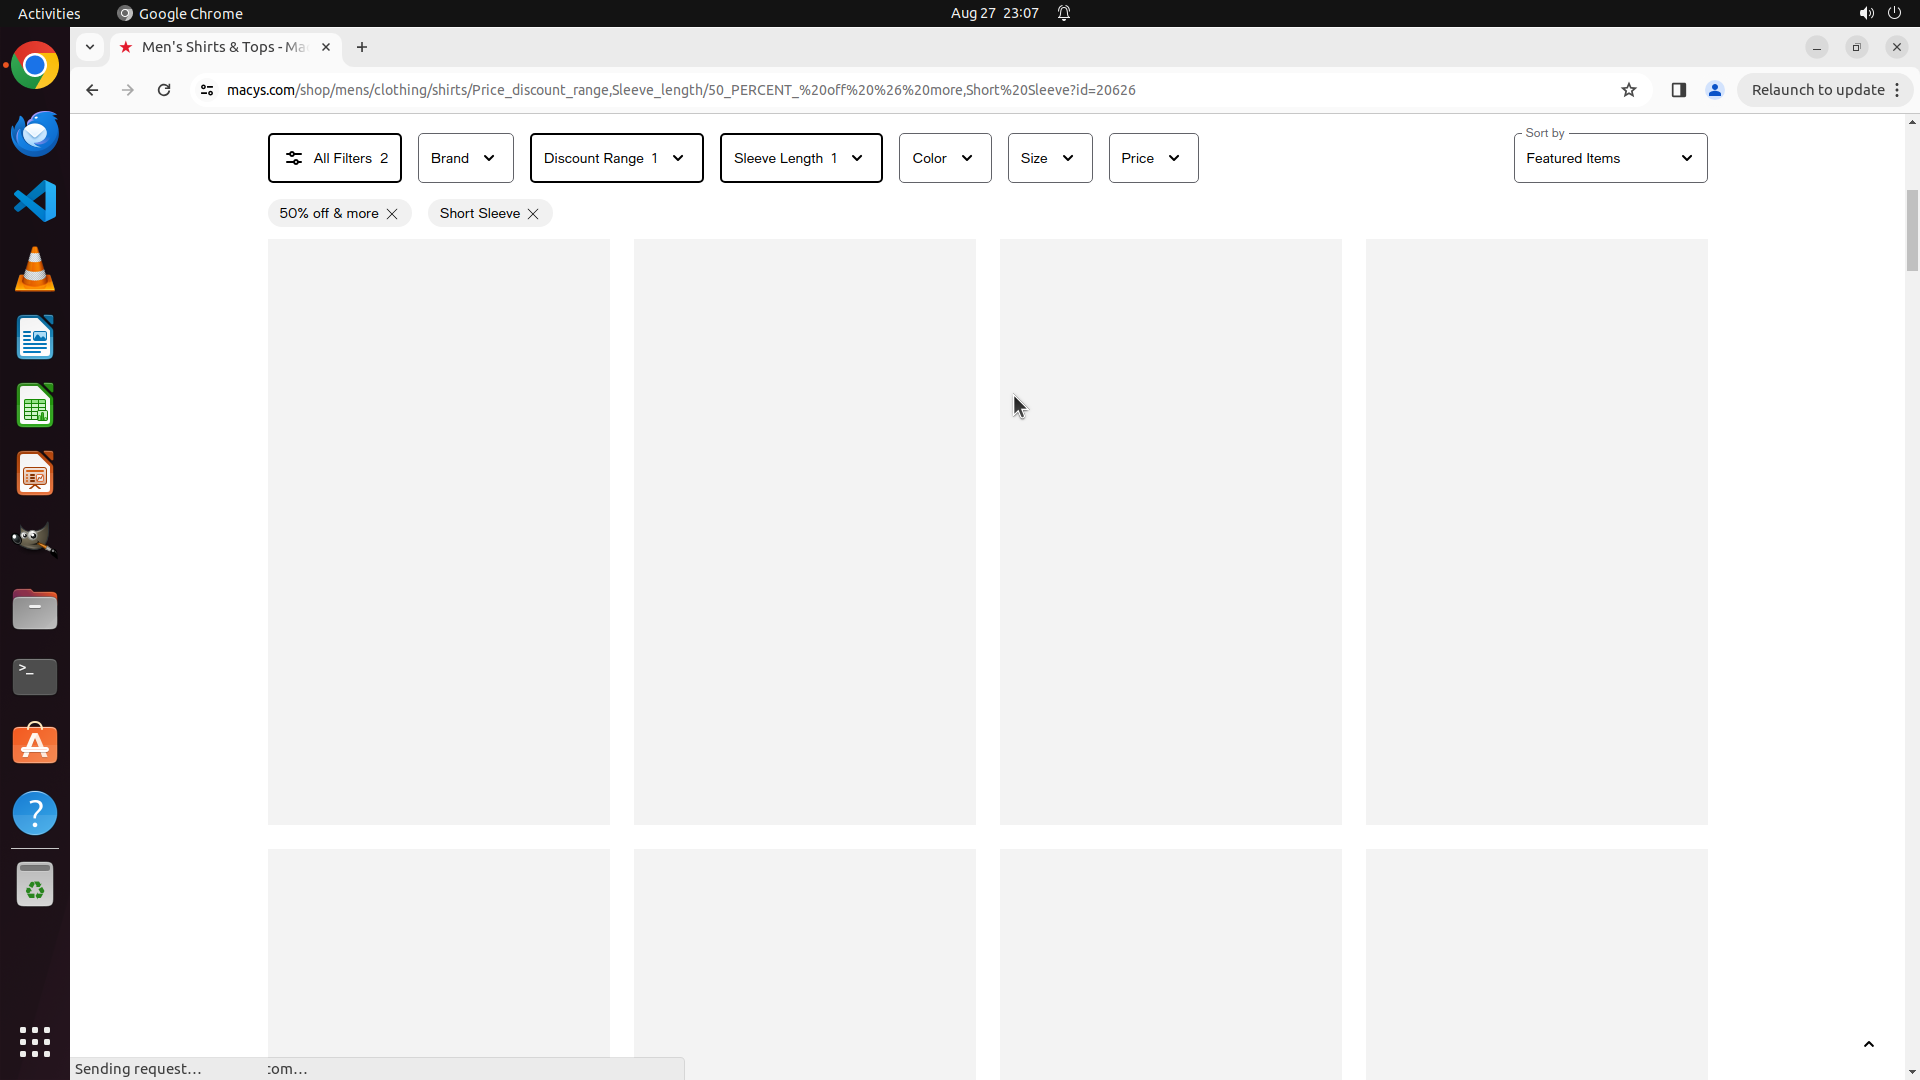 Activities
Google Chrome
Aug 27 23:07
Men's Shirts & Tops - Mac
macys.com/shop/mens/clothing/shirts/Price_discount_range,Sleeve_length/50_PERCENT_%20off%20%26%20more,Short%20Sleeve?id=20626
Relaunch to update
All Filters 2
Brand
Discount Range 1
Sleeve Length 1
Color
Size
Price
Sort by
Featured Items
50% off & more
Short Sleeve
Sending request…
com…